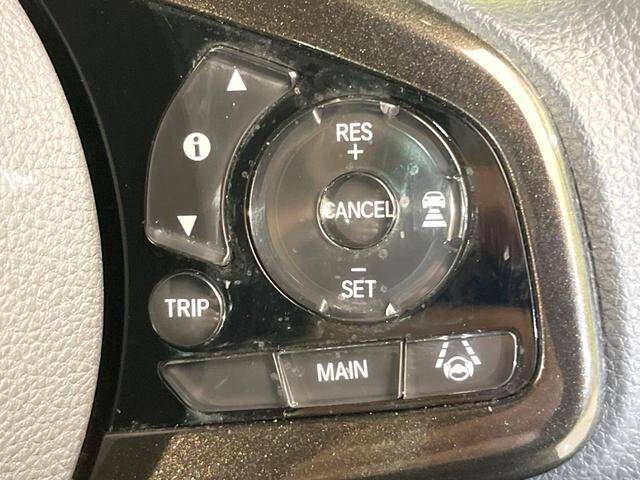 i
RES
+
CANCEL
−
SET
TRIP
MAIN